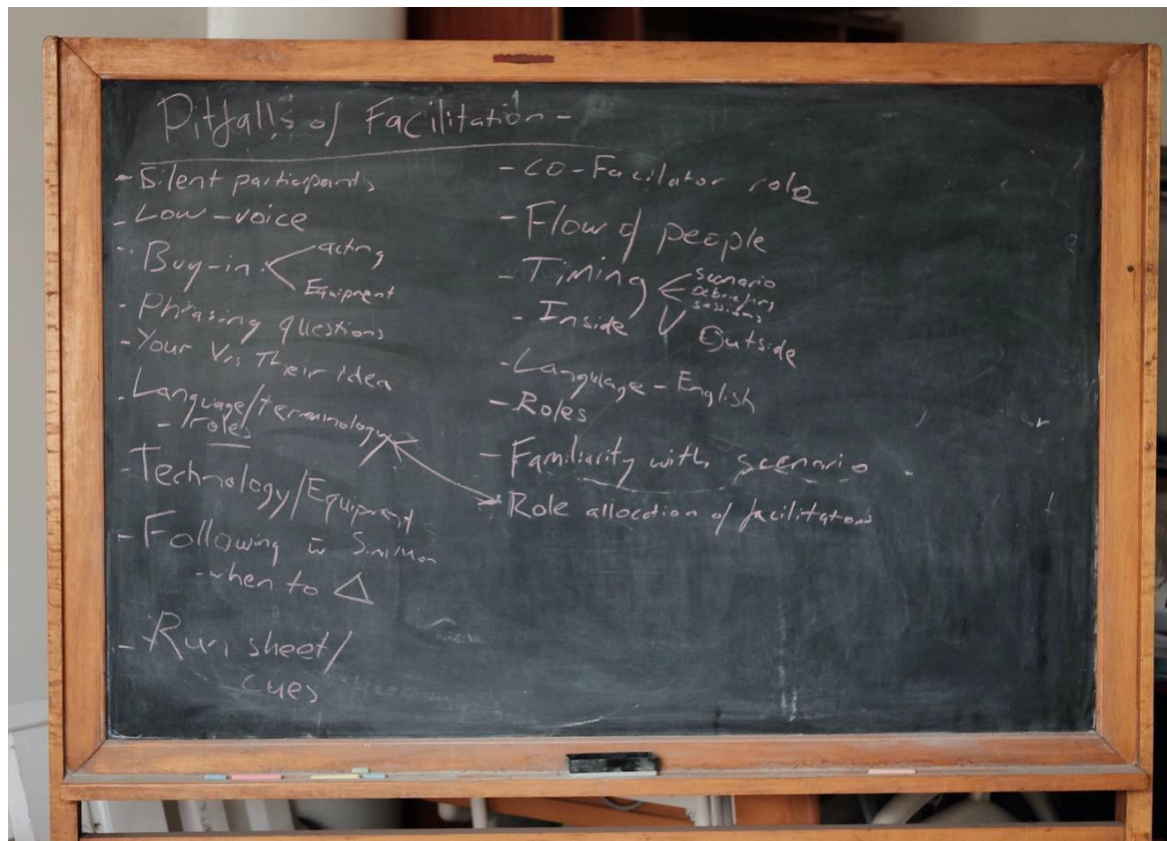 Pitfalls of Facilitation -
- Silent participants
- Low-voice
- Buy-in:
acting
Equipment
- Phrasing questions
- Your Vs Their idea
- Language/terminology
- roles
- Technology/Equipment
- Following in
- when to Δ
- Run sheet/
cues
- co-Facilator role
- Flow of people
- Timing
scenario
Debriefing
sessions
- Inside V Outside
- Language - English
- Roles
- Familiarity with scenario
- Role allocation of facilitators